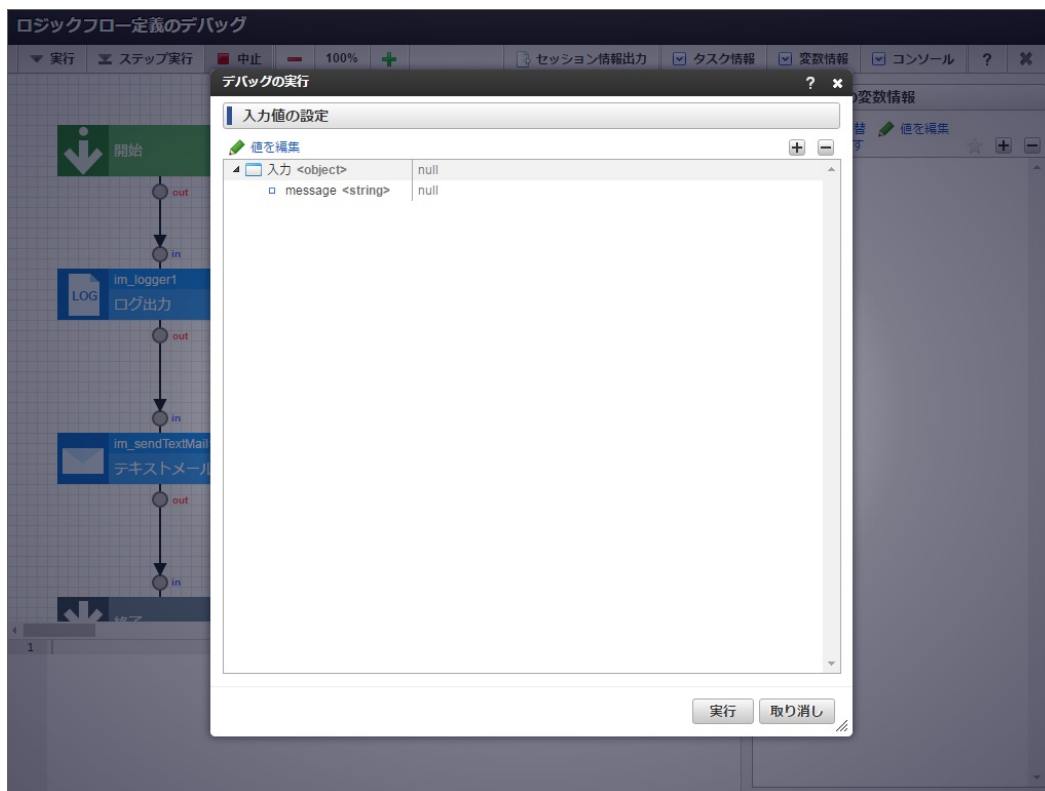 ロジックフロー定義のデバッグ
実行 ステップ実行 中止 100% セッション情報出力 タスク情報 変数情報 コンソール ?
デバッグの実行 ?
変数情報
入力値の設定
替 値を編集
す
開始
値を編集
入力 <object> null
message <string> null
out
in
im_logger1
LOG
ログ出力
out
in
im_sendTextMail
テキストメール
out
in
終了
1
実行 取り消し